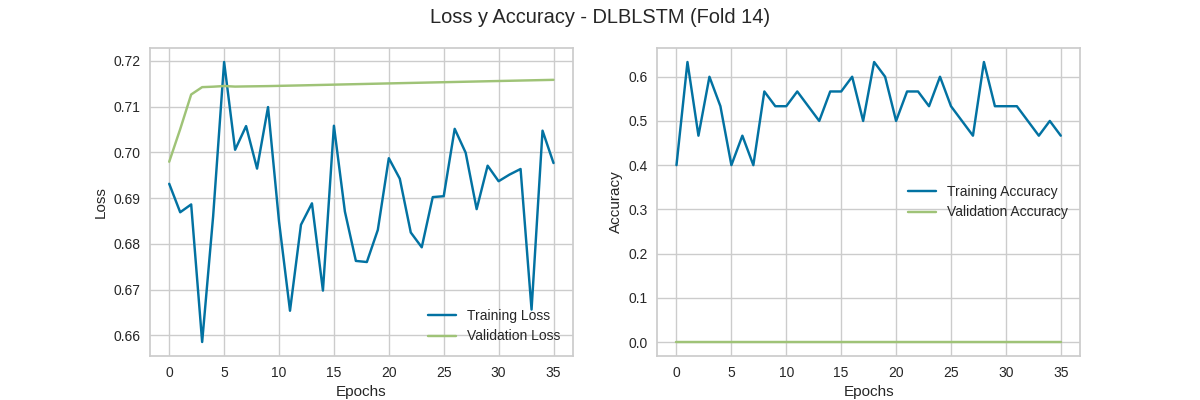 Loss y Accuracy - DLBLSTM (Fold 14)
0.72
0.71
0.70
0.69
0.68
0.67
0.66
Loss
0 5 10 15 20 25 30 35
Epochs
Training Loss
Validation Loss
0.6
0.5
0.4
0.3
0.2
0.1
0.0
Accuracy
0 5 10 15 20 25 30 35
Epochs
Training Accuracy
Validation Accuracy